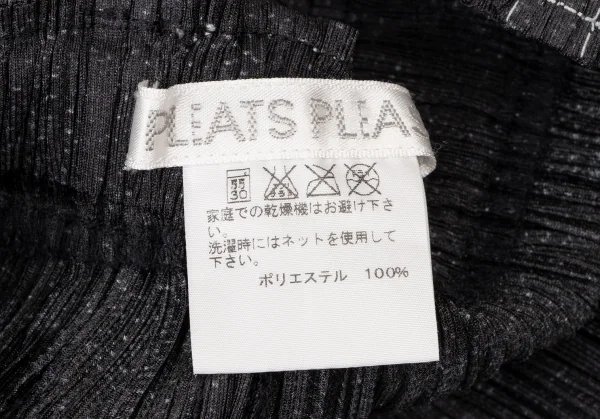 PLEATS PLEAS
30
家庭での乾燥機はお避け下さ
い。
洗濯時にはネットを使用して
下さい。
ポリエステル 100%